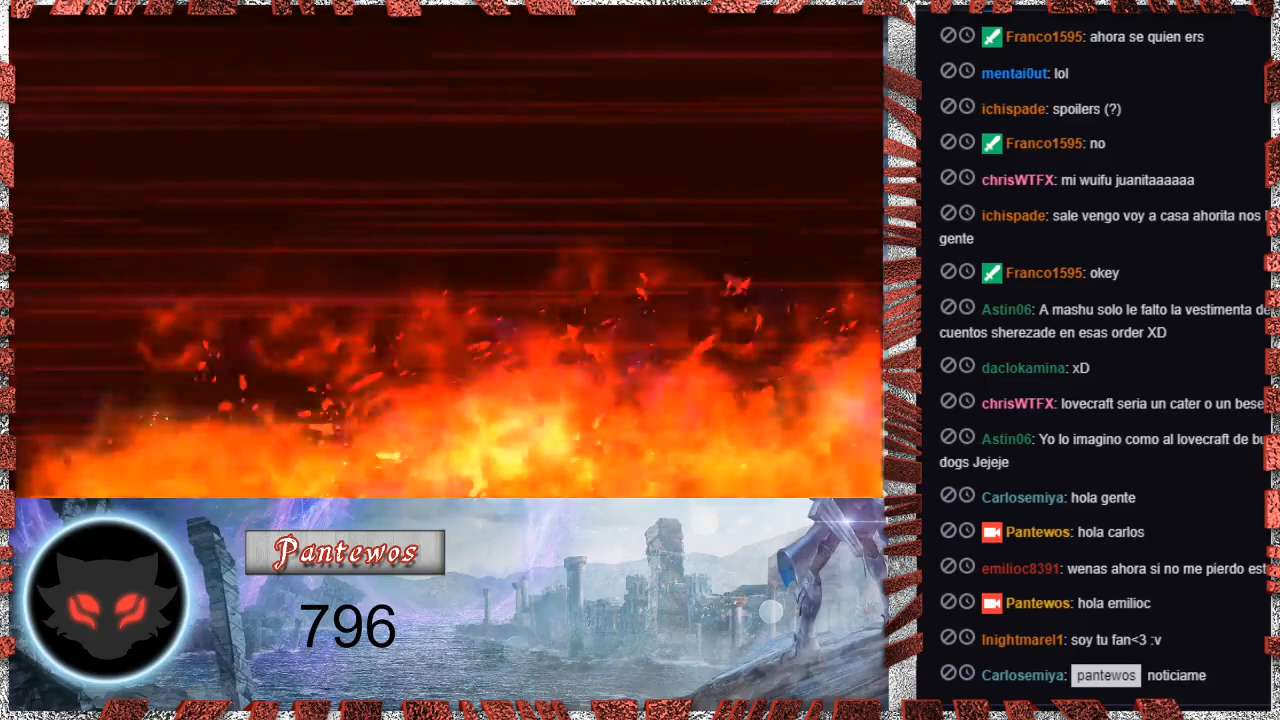 Franco1595: ahora se quien ers
mentai0ut: lol
ichispade: spoilers (?)
Franco1595: no
chrisWTFX: mi wuifu juanitaaaaaa
ichispade: sale vengo voy a casa ahorita nos
gente
Franco1595: okey
Astin06: A mashu solo le falto la vestimenta de
cuentos sherezade en esas order XD
daclokamina: xD
chrisWTFX: lovecraft seria un cater o un bese
Astin06: Yo lo imagino como al lovecraft de bu
dogs Jejeje
Carlosemiya: hola gente
Pantewos: hola carlos
emilioc8391: wenas ahora si no me pierdo est
Pantewos: hola emilioc
Inightmarel1: soy tu fan<3 :v
Carlosemiya: pantewos noticiame
Pantewos
796